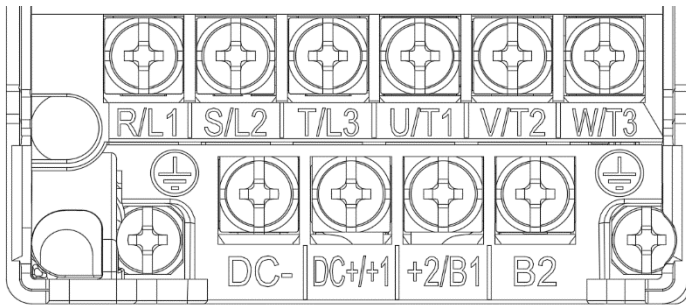 R/L1 S/L2 T/L3 U/T1 V/T2 W/T3
DC- DC+/+1 +2/B1 B2